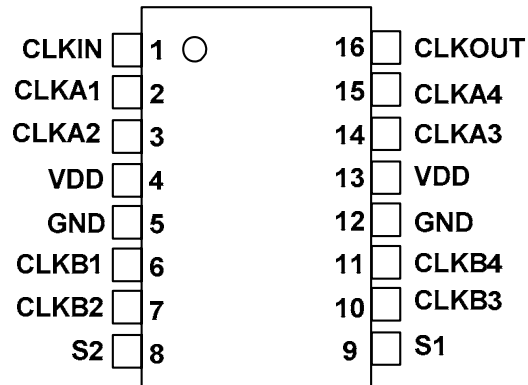 CLKIN 1 16 CLKOUT
CLKA1 2 15 CLKA4
CLKA2 3 14 CLKA3
VDD 4 13 VDD
GND 5 12 GND
CLKB1 6 11 CLKB4
CLKB2 7 10 CLKB3
S2 8 9 S1